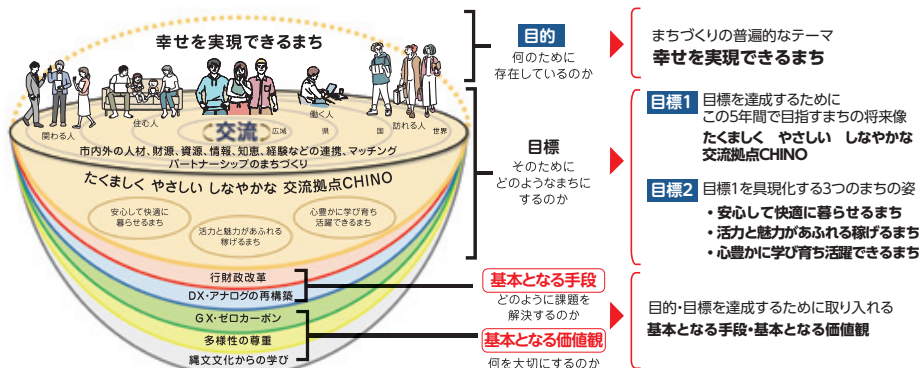 幸せを実現できるまち
関わる人
住む人
働く人
訪れる人
交流 広域 県 国 世界
市内外の人材、財源、資源、情報、知恵、経験などの連携、マッチング
パートナーシップのまちづくり
たくましく やさしい しなやかな 交流拠点CHINO
安心して快適に
暮らせるまち
活力と魅力があふれる
稼げるまち
心豊かに学び育ち
活躍できるまち
行財政改革
DX・アナログの再構築
GX・ゼロカーボン
多様性の尊重
縄文文化からの学び
目的
何のために
存在しているのか
目標
そのために
どのようなまちに
するのか
基本となる手段
どのように課題を
解決するのか
基本となる価値観
何を大切にするのか
まちづくりの普遍的なテーマ
幸せを実現できるまち
目標1 目標を達成するために
この5年間で目指すまちの将来像
たくましく やさしい しなやかな
交流拠点CHINO
目標2 目標1を具現化する3つのまちの姿
・安心して快適に暮らせるまち
・活力と魅力があふれる稼げるまち
・心豊かに学び育ち活躍できるまち
目的・目標を達成するために取り入れる
基本となる手段・基本となる価値観